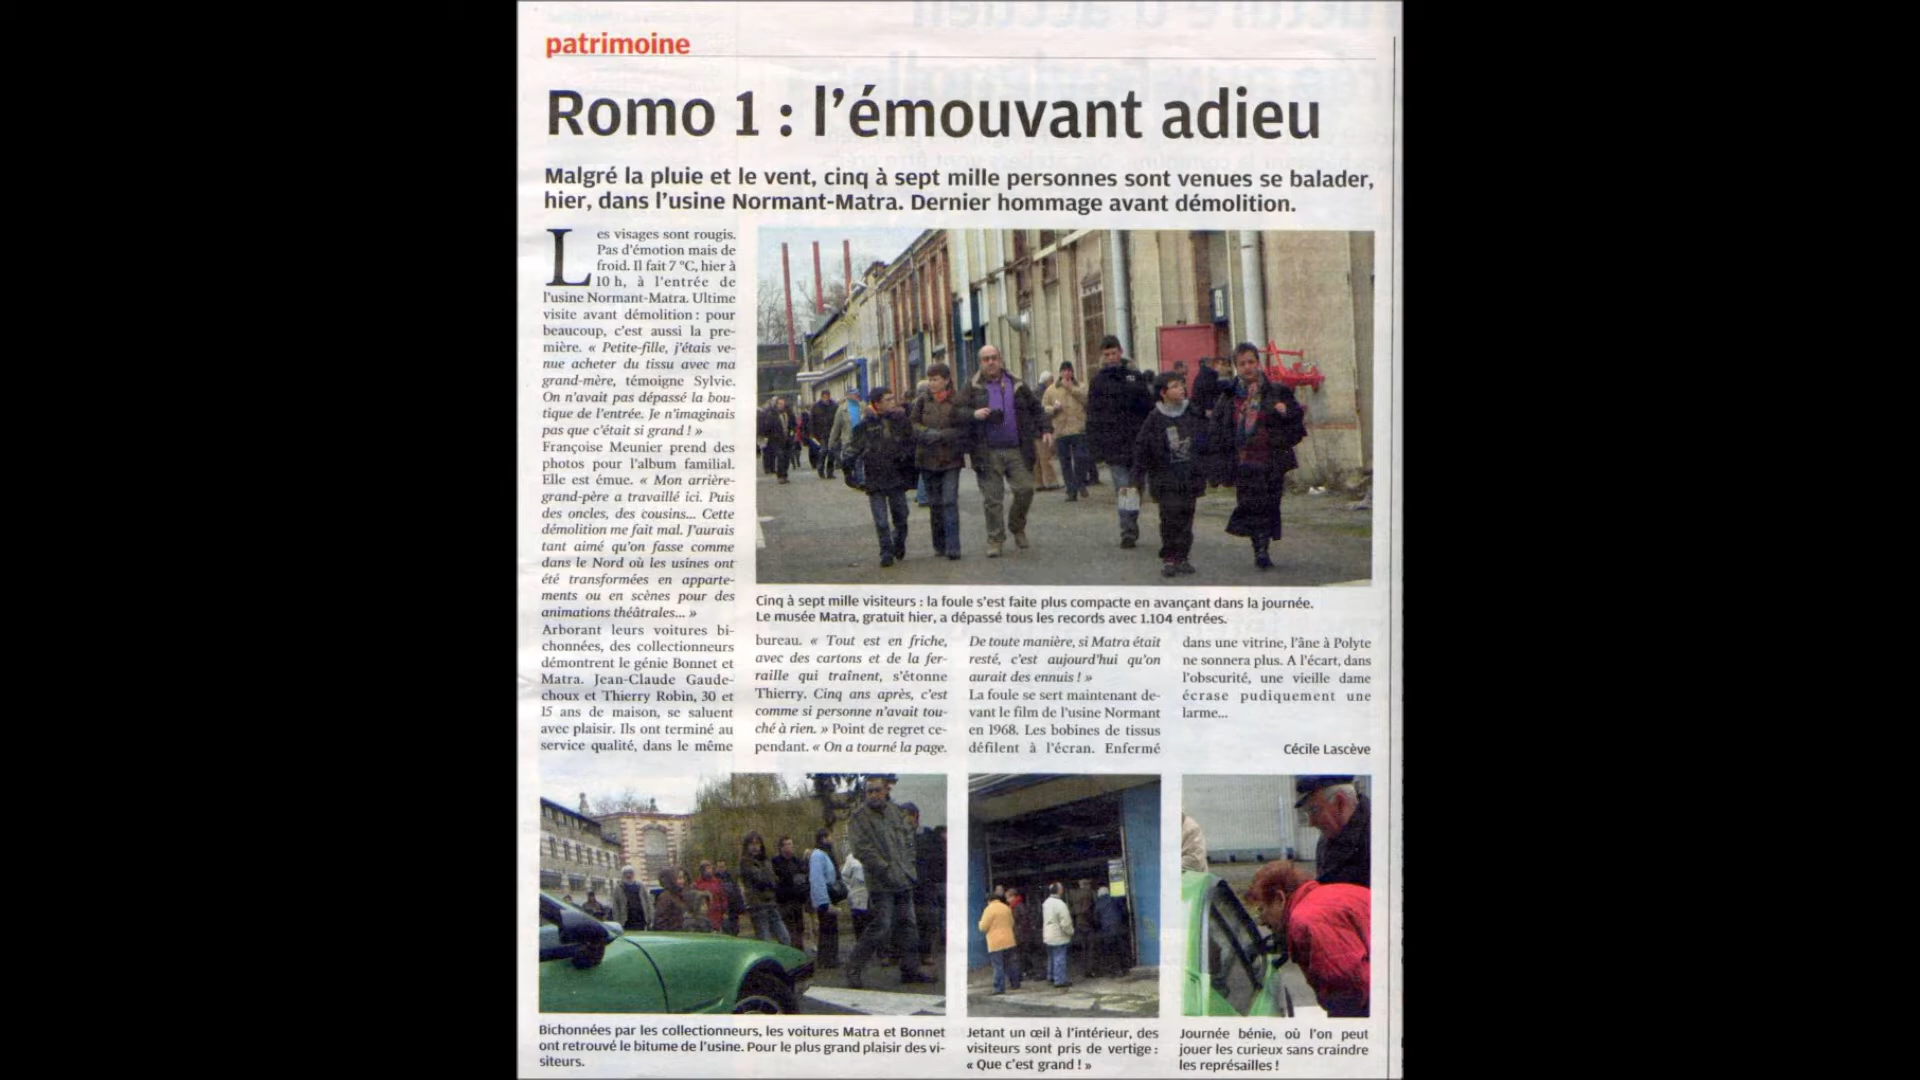 patrimoine
Romo 1 : l'émouvant adieu
Malgré la pluie et le vent, cinq à sept mille personnes sont venues se balader,
hier, dans l'usine Normant-Matra. Dernier hommage avant démolition.
Les visages sont rougis.
Pas d'émotion mais de
froid. Il fait 7 °C, hier à
10 h, à l'entrée de
l'usine Normant-Matra. Ultime
visite avant démolition : pour
beaucoup, c'est aussi la pre-
mière. « Petite-fille, j'étais ve-
nue acheter du tissu avec ma
grand-mère, témoigne Sylvie.
On n'avait pas dépassé la bou-
tique de l'entrée. Je n'imaginais
pas que c'était si grand ! »
Françoise Meunier prend des
photos pour l'album familial.
Elle est émue. « Mon arrière-
grand-père a travaillé ici. Puis
des oncles, des cousins... Cette
démolition me fait mal. J'aurais
tant aimé qu'on fasse comme
dans le Nord où les usines ont
été transformées en apparte-
ments ou en scènes pour des
animations théâtrales... »
Arborant leurs voitures bi-
chonnées, des collectionneurs
démontrent le génie Bonnet et
Matra. Jean-Claude Gaude-
choux et Thierry Robin, 30 et
15 ans de maison, se saluent
avec plaisir. Ils ont terminé au
service qualité, dans le même
Cinq à sept mille visiteurs : la foule s'est faite plus compacte en avançant dans la journée.
Le musée Matra, gratuit hier, a dépassé tous les records avec 1.104 entrées.
bureau. « Tout est en friche,
avec des cartons et de la fer-
raille qui traînent, s'étonne
Thierry. Cinq ans après, c'est
comme si personne n'avait tou-
ché à rien. » Point de regret ce-
pendant. « On a tourné la page.
De toute manière, si Matra était
resté, c'est aujourd'hui qu'on
aurait des ennuis ! »
La foule se sert maintenant de-
vant le film de l'usine Normant
en 1968. Les bobines de tissus
défilent à l'écran. Enfermé
dans une vitrine, l'âne à Polyte
ne sonnera plus. A l'écart, dans
l'obscurité, une vieille dame
écrase pudiquement une
larme...
Cécile Lascève
Bichonnées par les collectionneurs, les voitures Matra et Bonnet
ont retrouvé le bitume de l'usine. Pour le plus grand plaisir des vi-
siteurs.
Jetant un œil à l'intérieur, des
visiteurs sont pris de vertige :
« Que c'est grand ! »
Journée bénie, où l'on peut
jouer les curieux sans craindre
les représailles !